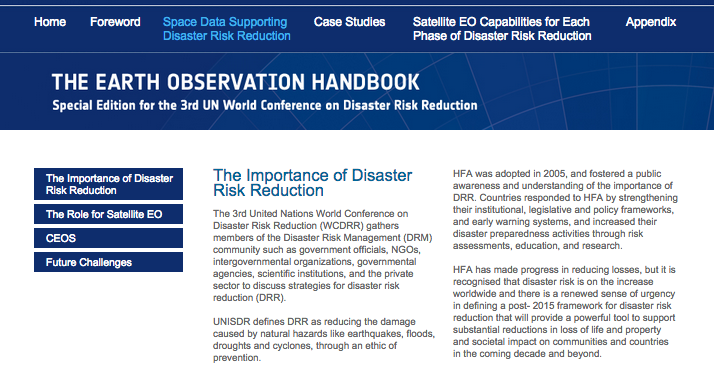 Home
Foreword
Space Data Supporting
Disaster Risk Reduction
Case Studies
Satellite EO Capabilities for Each
Phase of Disaster Risk Reduction
Appendix
THE EARTH OBSERVATION HANDBOOK
Special Edition for the 3rd UN World Conference on Disaster Risk Reduction
The Importance of Disaster
Risk Reduction
The Role for Satellite EO
CEOS
Future Challenges
The Importance of Disaster
Risk Reduction
The 3rd United Nations World Conference on
Disaster Risk Reduction (WCDRR) gathers
members of the Disaster Risk Management (DRM)
community such as government officials, NGOs,
intergovernmental organizations, governmental
agencies, scientific institutions, and the private
sector to discuss strategies for disaster risk
reduction (DRR).
UNISDR defines DRR as reducing the damage
caused by natural hazards like earthquakes, floods,
droughts and cyclones, through an ethic of
prevention.
HFA was adopted in 2005, and fostered a public
awareness and understanding of the importance of
DRR. Countries responded to HFA by strengthening
their institutional, legislative and policy frameworks,
and early warning systems, and increased their
disaster preparedness activities through risk
assessments, education, and research.
HFA has made progress in reducing losses, but it is
recognised that disaster risk is on the increase
worldwide and there is a renewed sense of urgency
in defining a post- 2015 framework for disaster risk
reduction that will provide a powerful tool to support
substantial reductions in loss of life and property
and societal impact on communities and countries
in the coming decade and beyond.